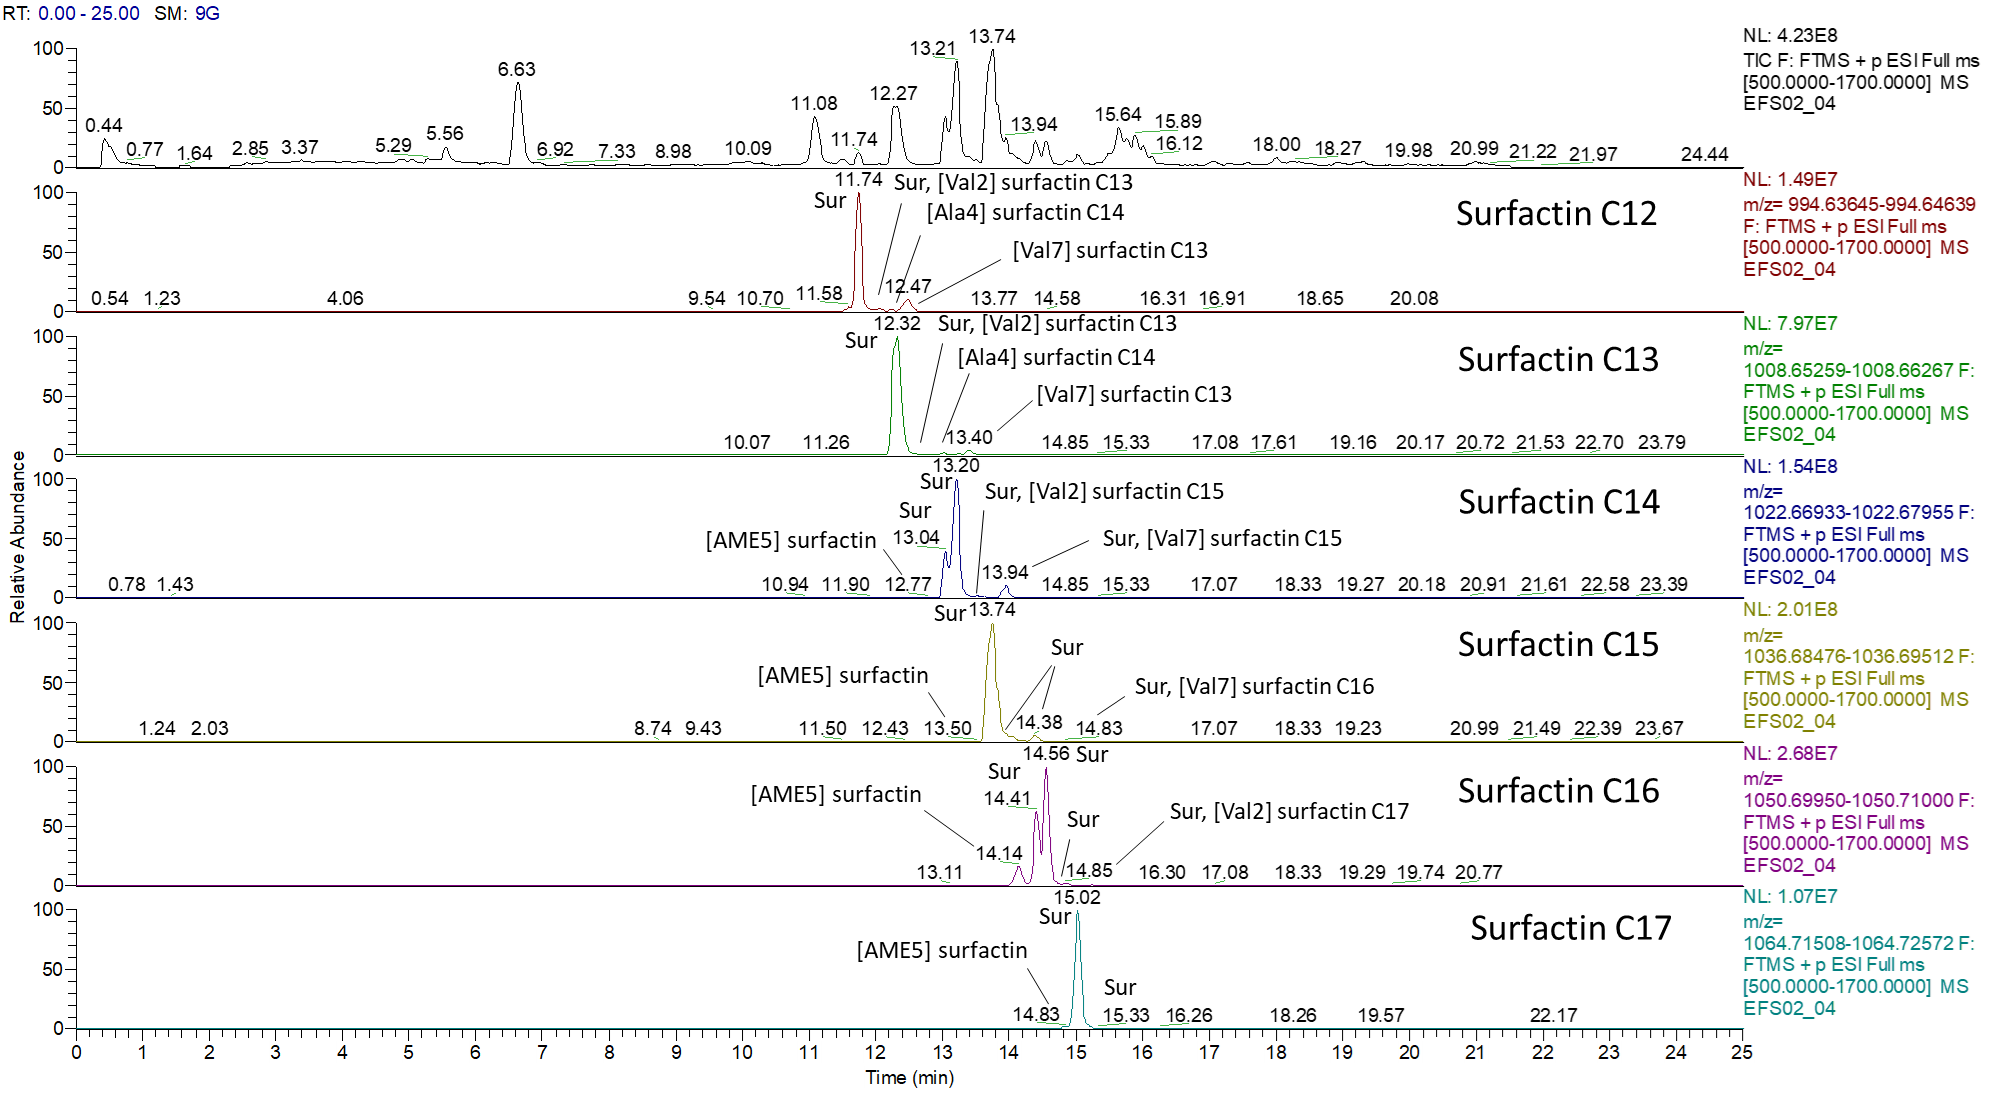 RT: 0.00 - 25.00 SM: 9G
Relative Abundance
100
50
0
0.44
0.77
1.64
2.85
3.37
5.29
5.56
6.63
6.92
7.33
8.98
10.09
11.08
11.74
12.27
13.21
13.74
13.94
15.64
15.89
16.12
18.00
18.27
19.98
20.99
21.22
21.97
24.44
NL: 4.23E8
TIC F: FTMS + p ESI Full ms
[500.0000-1700.0000] MS
EFS02_04
100
50
0
0.54
1.23
4.06
9.54
10.70
11.58
Sur
11.74
Sur, [Val2] surfactin C13
[Ala4] surfactin C14
[Val7] surfactin C13
12.47
13.77
14.58
16.31
16.91
18.65
20.08
Surfactin C12
NL: 1.49E7
m/z= 994.63645-994.64639
F: FTMS + p ESI Full ms
[500.0000-1700.0000] MS
EFS02_04
100
50
0
10.07
11.26
Sur
12.32
Sur, [Val2] surfactin C13
[Ala4] surfactin C14
[Val7] surfactin C13
13.40
14.85
15.33
17.08
17.61
19.16
20.17
20.72
21.53
22.70
23.79
Surfactin C13
NL: 7.97E7
m/z=
1008.65259-1008.66267 F:
FTMS + p ESI Full ms
[500.0000-1700.0000] MS
EFS02_04
100
50
0
0.78
1.43
10.94
11.90
12.77
[AME5] surfactin
Sur
13.04
Sur
13.20
Sur, [Val2] surfactin C15
Sur, [Val7] surfactin C15
13.94
14.85
15.33
17.07
18.33
19.27
20.18
20.91
21.61
22.58
23.39
Surfactin C14
NL: 1.54E8
m/z=
1022.66933-1022.67955 F:
FTMS + p ESI Full ms
[500.0000-1700.0000] MS
EFS02_04
100
50
0
1.24
2.03
8.74
9.43
11.50
12.43
13.50
[AME5] surfactin
Sur
13.74
Sur
14.38
Sur, [Val7] surfactin C16
14.83
17.07
18.33
19.23
20.99
21.49
22.39
23.67
Surfactin C15
NL: 2.01E8
m/z=
1036.68476-1036.69512 F:
FTMS + p ESI Full ms
[500.0000-1700.0000] MS
EFS02_04
100
50
0
13.11
[AME5] surfactin
14.14
Sur
14.41
14.56
Sur
Sur
14.85
Sur, [Val2] surfactin C17
16.30
17.08
18.33
19.29
19.74
20.77
Surfactin C16
NL: 2.68E7
m/z=
1050.69950-1050.71000 F:
FTMS + p ESI Full ms
[500.0000-1700.0000] MS
EFS02_04
100
50
0
[AME5] surfactin
14.83
Sur
15.02
Sur
15.33
16.26
18.26
19.57
22.17
Surfactin C17
NL: 1.07E7
m/z=
1064.71508-1064.72572 F:
FTMS + p ESI Full ms
[500.0000-1700.0000] MS
EFS02_04
0 1 2 3 4 5 6 7 8 9 10 11 12 13 14 15 16 17 18 19 20 21 22 23 24 25
Time (min)